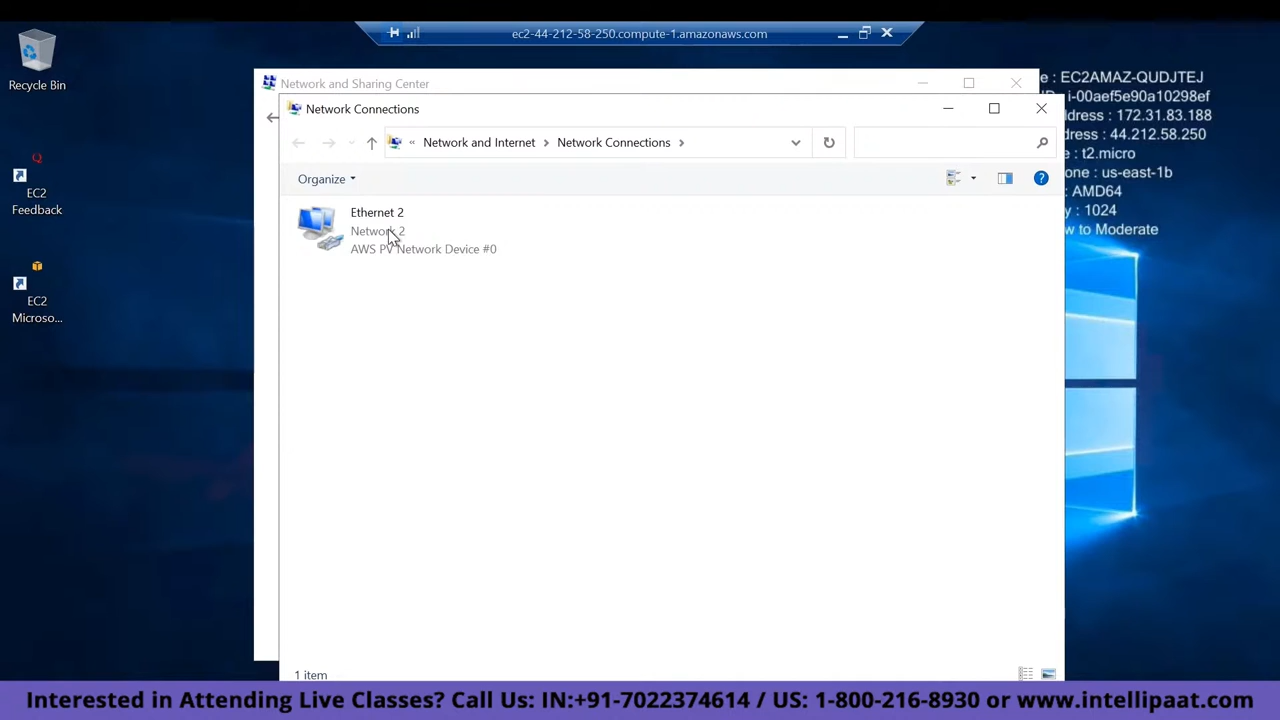 ec2-44-212-58-250.compute-1.amazonaws.com
Recycle Bin
EC2
Feedback
EC2
Microso...
Network and Sharing Center
Network Connections
« Network and Internet > Network Connections >
Organize
Ethernet 2
Network 2
AWS PV Network Device #0
1 item
e : EC2AMAZ-QUDJTEJ
i-00aef5e90a10298ef
address : 172.31.83.188
dress : 44.212.58.250
e : t2.micro
one : us-east-1b
: AMD64
y : 1024
w to Moderate
Interested in Attending Live Classes? Call Us: IN:+91-7022374614 / US: 1-800-216-8930 or www.intellipaat.com